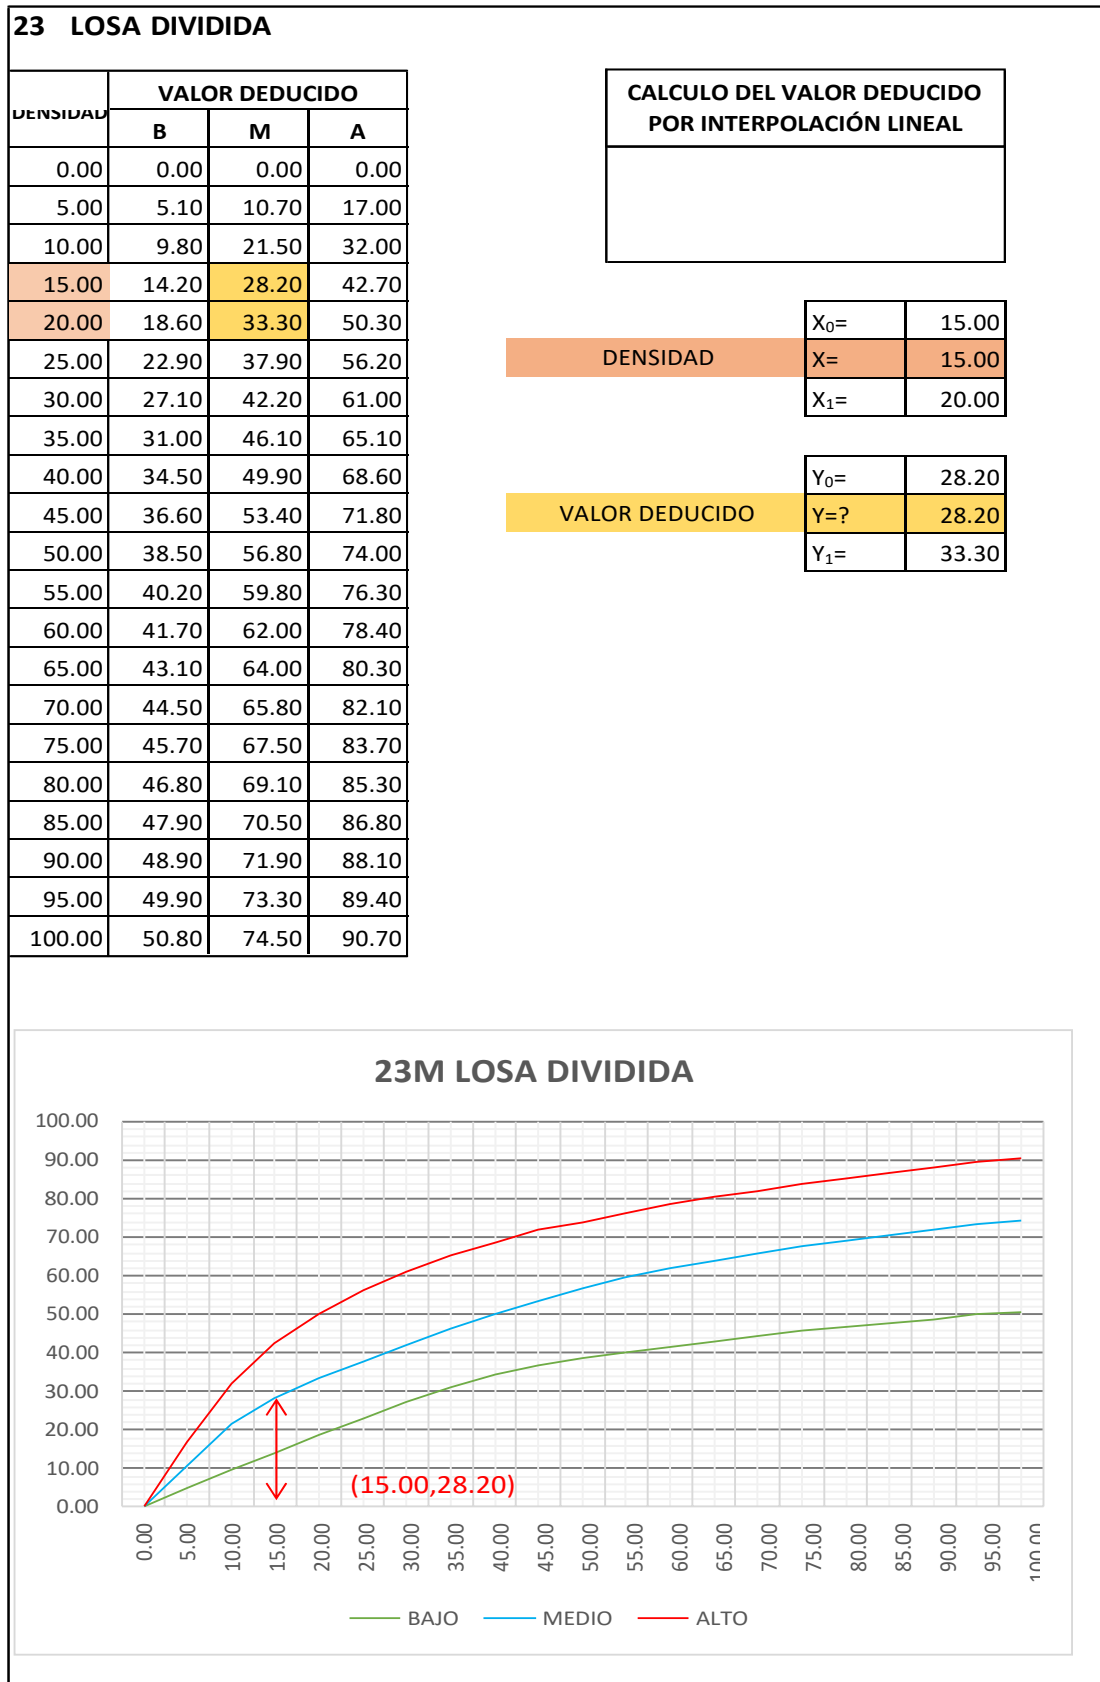 23 LOSA DIVIDIDA
DENSIDAD
VALOR DEDUCIDO
B M A
0.00 0.00 0.00 0.00
5.00 5.10 10.70 17.00
10.00 9.80 21.50 32.00
15.00 14.20 28.20 42.70
20.00 18.60 33.30 50.30
25.00 22.90 37.90 56.20
30.00 27.10 42.20 61.00
35.00 31.00 46.10 65.10
40.00 34.50 49.90 68.60
45.00 36.60 53.40 71.80
50.00 38.50 56.80 74.00
55.00 40.20 59.80 76.30
60.00 41.70 62.00 78.40
65.00 43.10 64.00 80.30
70.00 44.50 65.80 82.10
75.00 45.70 67.50 83.70
80.00 46.80 69.10 85.30
85.00 47.90 70.50 86.80
90.00 48.90 71.90 88.10
95.00 49.90 73.30 89.40
100.00 50.80 74.50 90.70
CALCULO DEL VALOR DEDUCIDO
POR INTERPOLACIÓN LINEAL
X₀= 15.00
DENSIDAD X= 15.00
X₁= 20.00
Y₀= 28.20
VALOR DEDUCIDO Y=? 28.20
Y₁= 33.30
23M LOSA DIVIDIDA
100.00
90.00
80.00
70.00
60.00
50.00
40.00
30.00
20.00
10.00
0.00
(15.00,28.20)
0.00 5.00 10.00 15.00 20.00 25.00 30.00 35.00 40.00 45.00 50.00 55.00 60.00 65.00 70.00 75.00 80.00 85.00 90.00 95.00 100.00
BAJO MEDIO ALTO